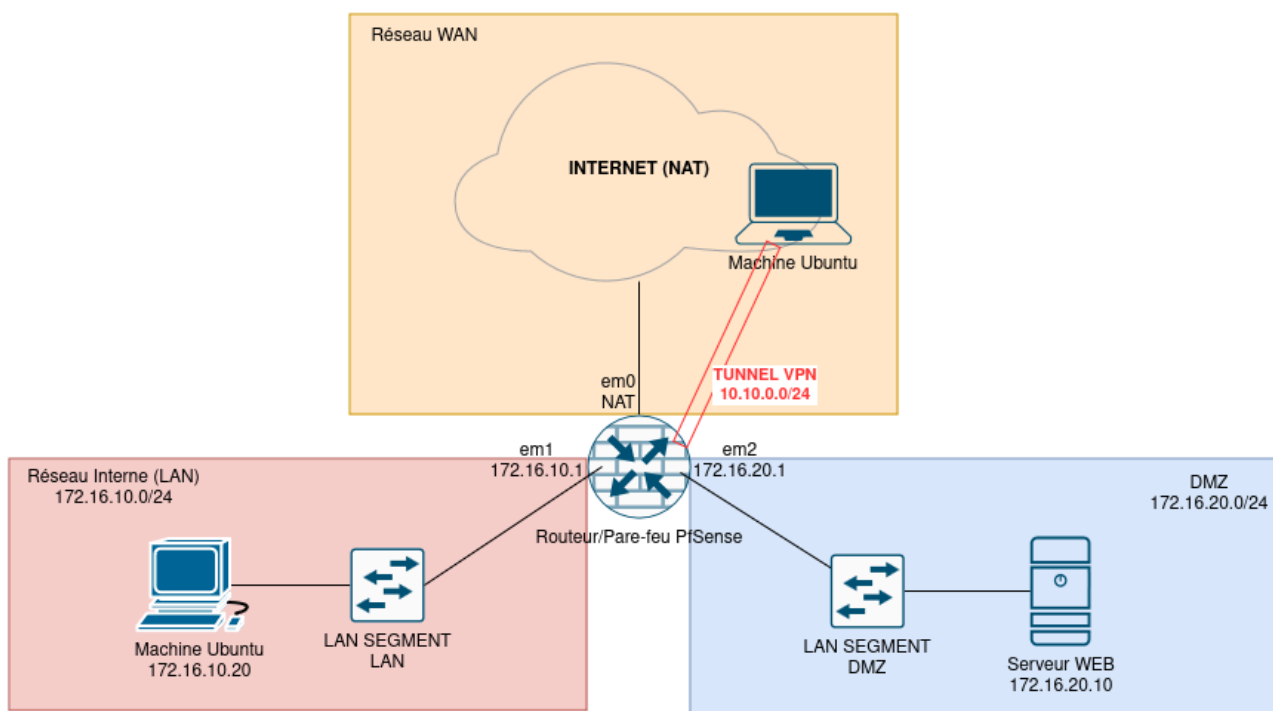 Réseau WAN
INTERNET (NAT)
Machine Ubuntu
TUNNEL VPN
10.10.0.0/24
em0
NAT
em1
172.16.10.1
em2
172.16.20.1
Routeur/Pare-feu PfSense
Réseau Interne (LAN)
172.16.10.0/24
Machine Ubuntu
172.16.10.20
LAN SEGMENT
LAN
DMZ
172.16.20.0/24
LAN SEGMENT
DMZ
Serveur WEB
172.16.20.10